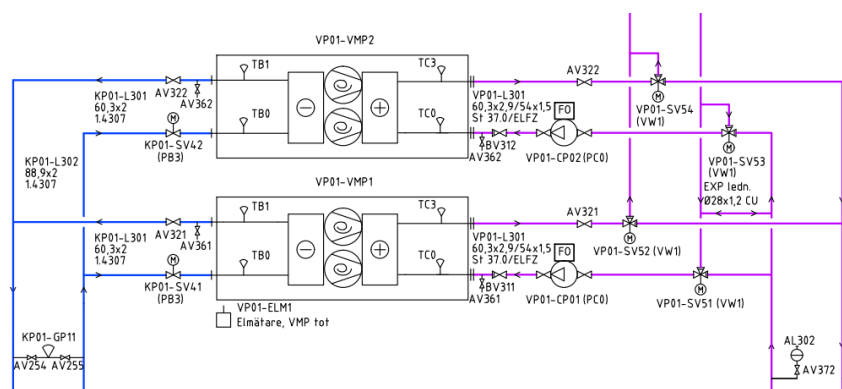 VP01-VMP2
TB1
TC3
KP01-L301
60,3x2
1.4307
AV322
AV362
VP01-L301
60,3x2,9/54x1,5
St 37.0/ELFZ
AV322
VP01-SV54
(VW1)
TB0
TC0
FO
KP01-SV42
(PB3)
AV362
BV312
VP01-CP02 (PC0)
VP01-SV53
(VW1)
EXP ledn.
Ø28x1,2 CU
KP01-L302
88,9x2
1.4307
VP01-VMP1
TB1
TC3
AV321
AV361
KP01-L301
60,3x2
1.4307
VP01-L301
60,3x2,9/54x1,5
St 37.0/ELFZ
AV321
VP01-SV52 (VW1)
TB0
TC0
FO
KP01-SV41
(PB3)
AV361
BV311
VP01-CP01 (PC0)
VP01-SV51 (VW1)
VP01-ELM1
Elmätare, VMP tot
KP01-GP11
AV254
AV255
AL302
AV372
M
M
M
M
M
M